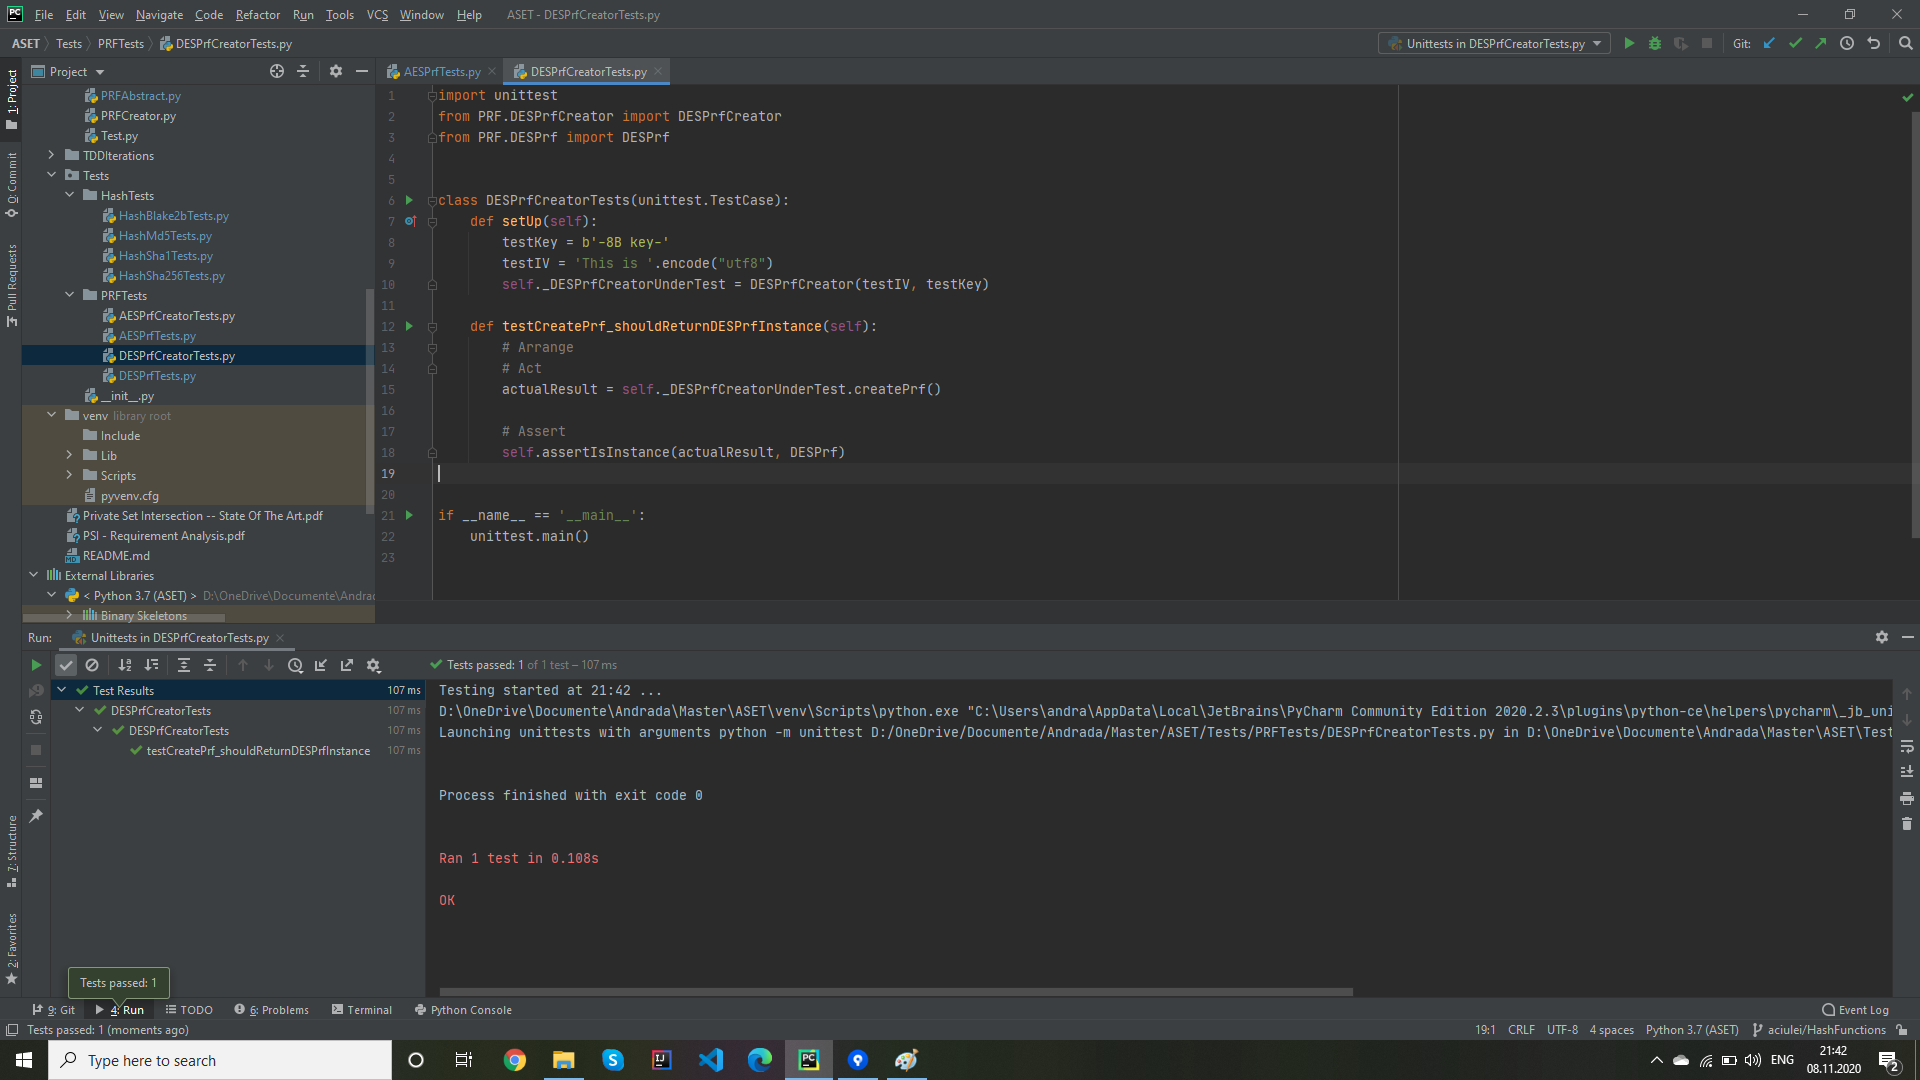 PC File Edit View Navigate Code Refactor Run Tools VCS Window Help ASET - DESPrfCreatorTests.py
ASET Tests PRFTests DESPrfCreatorTests.py Unittests in DESPrfCreatorTests.py Git:
1: Project
0: Commit
Pull Requests
7: Structure
2: Favorites
Project
PRFAbstract.py
PRFCreator.py
Test.py
TDDIterations
Tests
HashTests
HashBlake2bTests.py
HashMd5Tests.py
HashSha1Tests.py
HashSha256Tests.py
PRFTests
AESPrfCreatorTests.py
AESPrfTests.py
DESPrfCreatorTests.py
DESPrfTests.py
__init__.py
venv library root
Include
Lib
Scripts
pyvenv.cfg
Private Set Intersection -- State Of The Art.pdf
PSI - Requirement Analysis.pdf
README.md
External Libraries
< Python 3.7 (ASET) > D:\OneDrive\Documente\Andrad
Binary Skeletons
AESPrfTests.py DESPrfCreatorTests.py
1 import unittest
2 from PRF.DESPrfCreator import DESPrfCreator
3 from PRF.DESPrf import DESPrf
4
5
6 class DESPrfCreatorTests(unittest.TestCase):
7 def setUp(self):
8 testKey = b'-8B key-'
9 testIV = 'This is '.encode("utf8")
10 self._DESPrfCreatorUnderTest = DESPrfCreator(testIV, testKey)
11
12 def testCreatePrf_shouldReturnDESPrfInstance(self):
13 # Arrange
14 # Act
15 actualResult = self._DESPrfCreatorUnderTest.createPrf()
16
17 # Assert
18 self.assertIsInstance(actualResult, DESPrf)
19
20
21 if __name__ == '__main__':
22 unittest.main()
23
Run: Unittests in DESPrfCreatorTests.py
Tests passed: 1 of 1 test – 107 ms
Test Results 107 ms
DESPrfCreatorTests 107 ms
DESPrfCreatorTests 107 ms
testCreatePrf_shouldReturnDESPrfInstance 107 ms
Testing started at 21:42 ...
D:\OneDrive\Documente\Andrada\Master\ASET\venv\Scripts\python.exe "C:\Users\andra\AppData\Local\JetBrains\PyCharm Community Edition 2020.2.3\plugins\python-ce\helpers\pycharm\_jb_uni
Launching unittests with arguments python -m unittest D:/OneDrive/Documente/Andrada/Master/ASET/Tests/PRFTests/DESPrfCreatorTests.py in D:\OneDrive\Documente\Andrada\Master\ASET\Test
Process finished with exit code 0
Ran 1 test in 0.108s
OK
Tests passed: 1
9: Git 4: Run TODO 6: Problems Terminal Python Console Event Log
Tests passed: 1 (moments ago) 19:1 CRLF UTF-8 4 spaces Python 3.7 (ASET) aciulei/HashFunctions
Type here to search ENG 21:42
08.11.2020
2